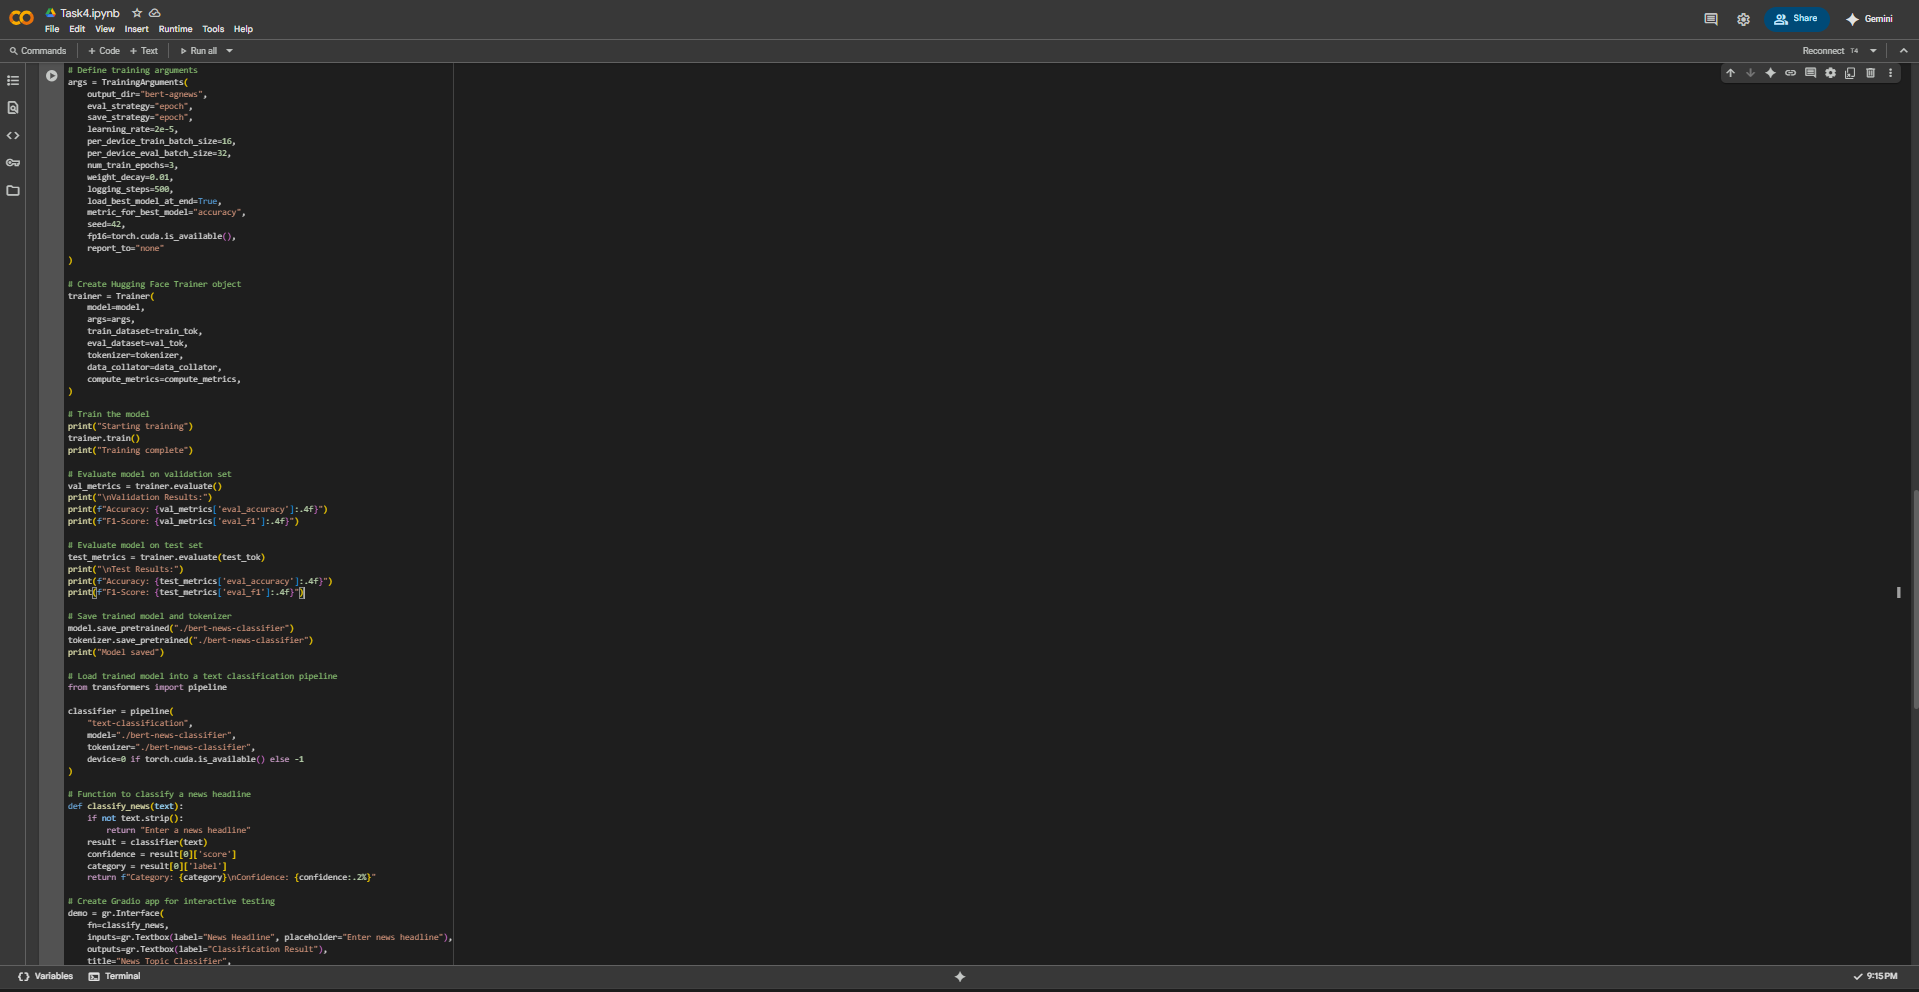 Task4.ipynb
File Edit View Insert Runtime Tools Help
Share
Gemini
Commands + Code + Text Run all
Reconnect T4
# Define training arguments
args = TrainingArguments(
    output_dir="bert-agnews",
    eval_strategy="epoch",
    save_strategy="epoch",
    learning_rate=2e-5,
    per_device_train_batch_size=16,
    per_device_eval_batch_size=32,
    num_train_epochs=3,
    weight_decay=0.01,
    logging_steps=500,
    load_best_model_at_end=True,
    metric_for_best_model="accuracy",
    seed=42,
    fp16=torch.cuda.is_available(),
    report_to="none"
)
# Create Hugging Face Trainer object
trainer = Trainer(
    model=model,
    args=args,
    train_dataset=train_tok,
    eval_dataset=val_tok,
    tokenizer=tokenizer,
    data_collator=data_collator,
    compute_metrics=compute_metrics,
)
# Train the model
print("Starting training")
trainer.train()
print("Training complete")
# Evaluate model on validation set
val_metrics = trainer.evaluate()
print("\nValidation Results:")
print(f"Accuracy: {val_metrics['eval_accuracy']:.4f}")
print(f"F1-Score: {val_metrics['eval_f1']:.4f}")
# Evaluate model on test set
test_metrics = trainer.evaluate(test_tok)
print("\nTest Results:")
print(f"Accuracy: {test_metrics['eval_accuracy']:.4f}")
print(f"F1-Score: {test_metrics['eval_f1']:.4f}")
# Save trained model and tokenizer
model.save_pretrained("./bert-news-classifier")
tokenizer.save_pretrained("./bert-news-classifier")
print("Model saved")
# Load trained model into a text classification pipeline
from transformers import pipeline
classifier = pipeline(
    "text-classification",
    model="./bert-news-classifier",
    tokenizer="./bert-news-classifier",
    device=0 if torch.cuda.is_available() else -1
)
# Function to classify a news headline
def classify_news(text):
    if not text.strip():
        return "Enter a news headline"
    result = classifier(text)
    confidence = result[0]['score']
    category = result[0]['label']
    return f"Category: {category}\nConfidence: {confidence:.2%}"
# Create Gradio app for interactive testing
demo = gr.Interface(
    fn=classify_news,
    inputs=gr.Textbox(label="News Headline", placeholder="Enter news headline"),
    outputs=gr.Textbox(label="Classification Result"),
    title="News Topic Classifier",
Variables Terminal
9:15 PM